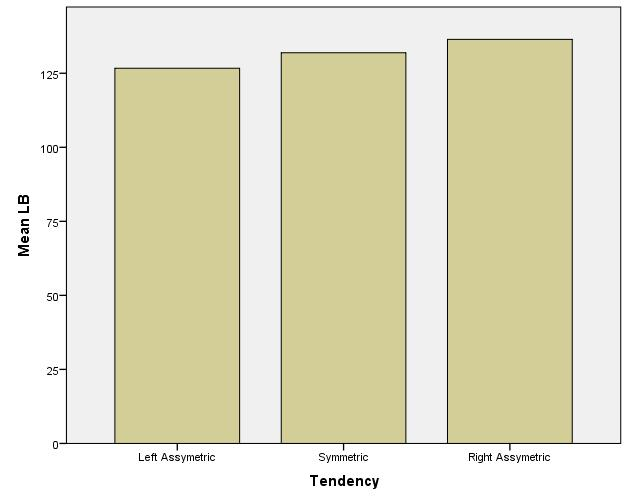 Mean LB
125
100
75
50
25
0
Left Assymetric
Symmetric
Right Assymetric
Tendency